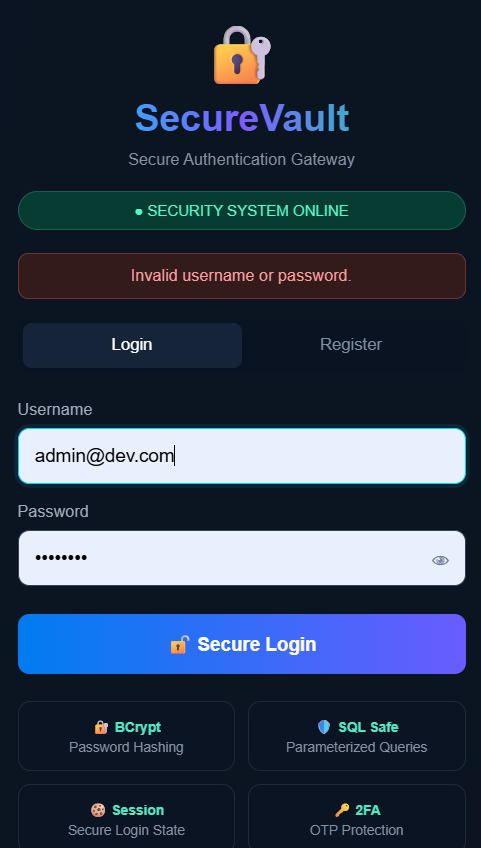 SecureVault
Secure Authentication Gateway
● SECURITY SYSTEM ONLINE
Invalid username or password.
Login
Register
Username
admin@dev.com
Password
••••••••
Secure Login
BCrypt
Password Hashing
SQL Safe
Parameterized Queries
Session
Secure Login State
2FA
OTP Protection